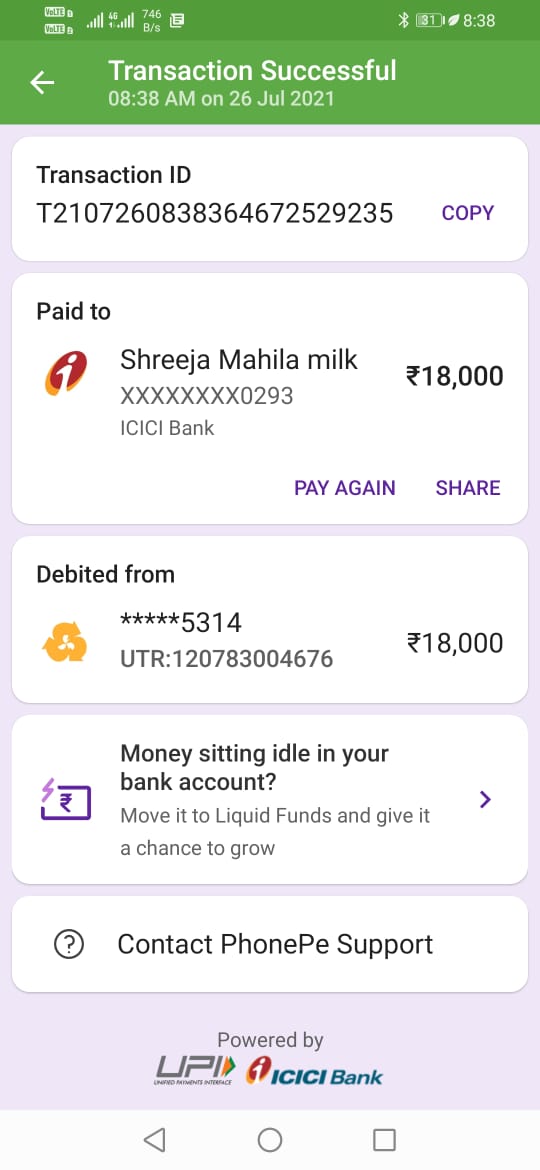 VoLTE 1
VoLTE 2
4G
746
B/s
31
8:38
Transaction Successful
08:38 AM on 26 Jul 2021
Transaction ID
T2107260838364672529235
COPY
Paid to
Shreeja Mahila milk
₹18,000
XXXXXXXX0293
ICICI Bank
PAY AGAIN
SHARE
Debited from
*****5314
₹18,000
UTR:120783004676
Money sitting idle in your
bank account?
Move it to Liquid Funds and give it
a chance to grow
Contact PhonePe Support
Powered by
UPI
UNIFIED PAYMENTS INTERFACE
ICICI Bank